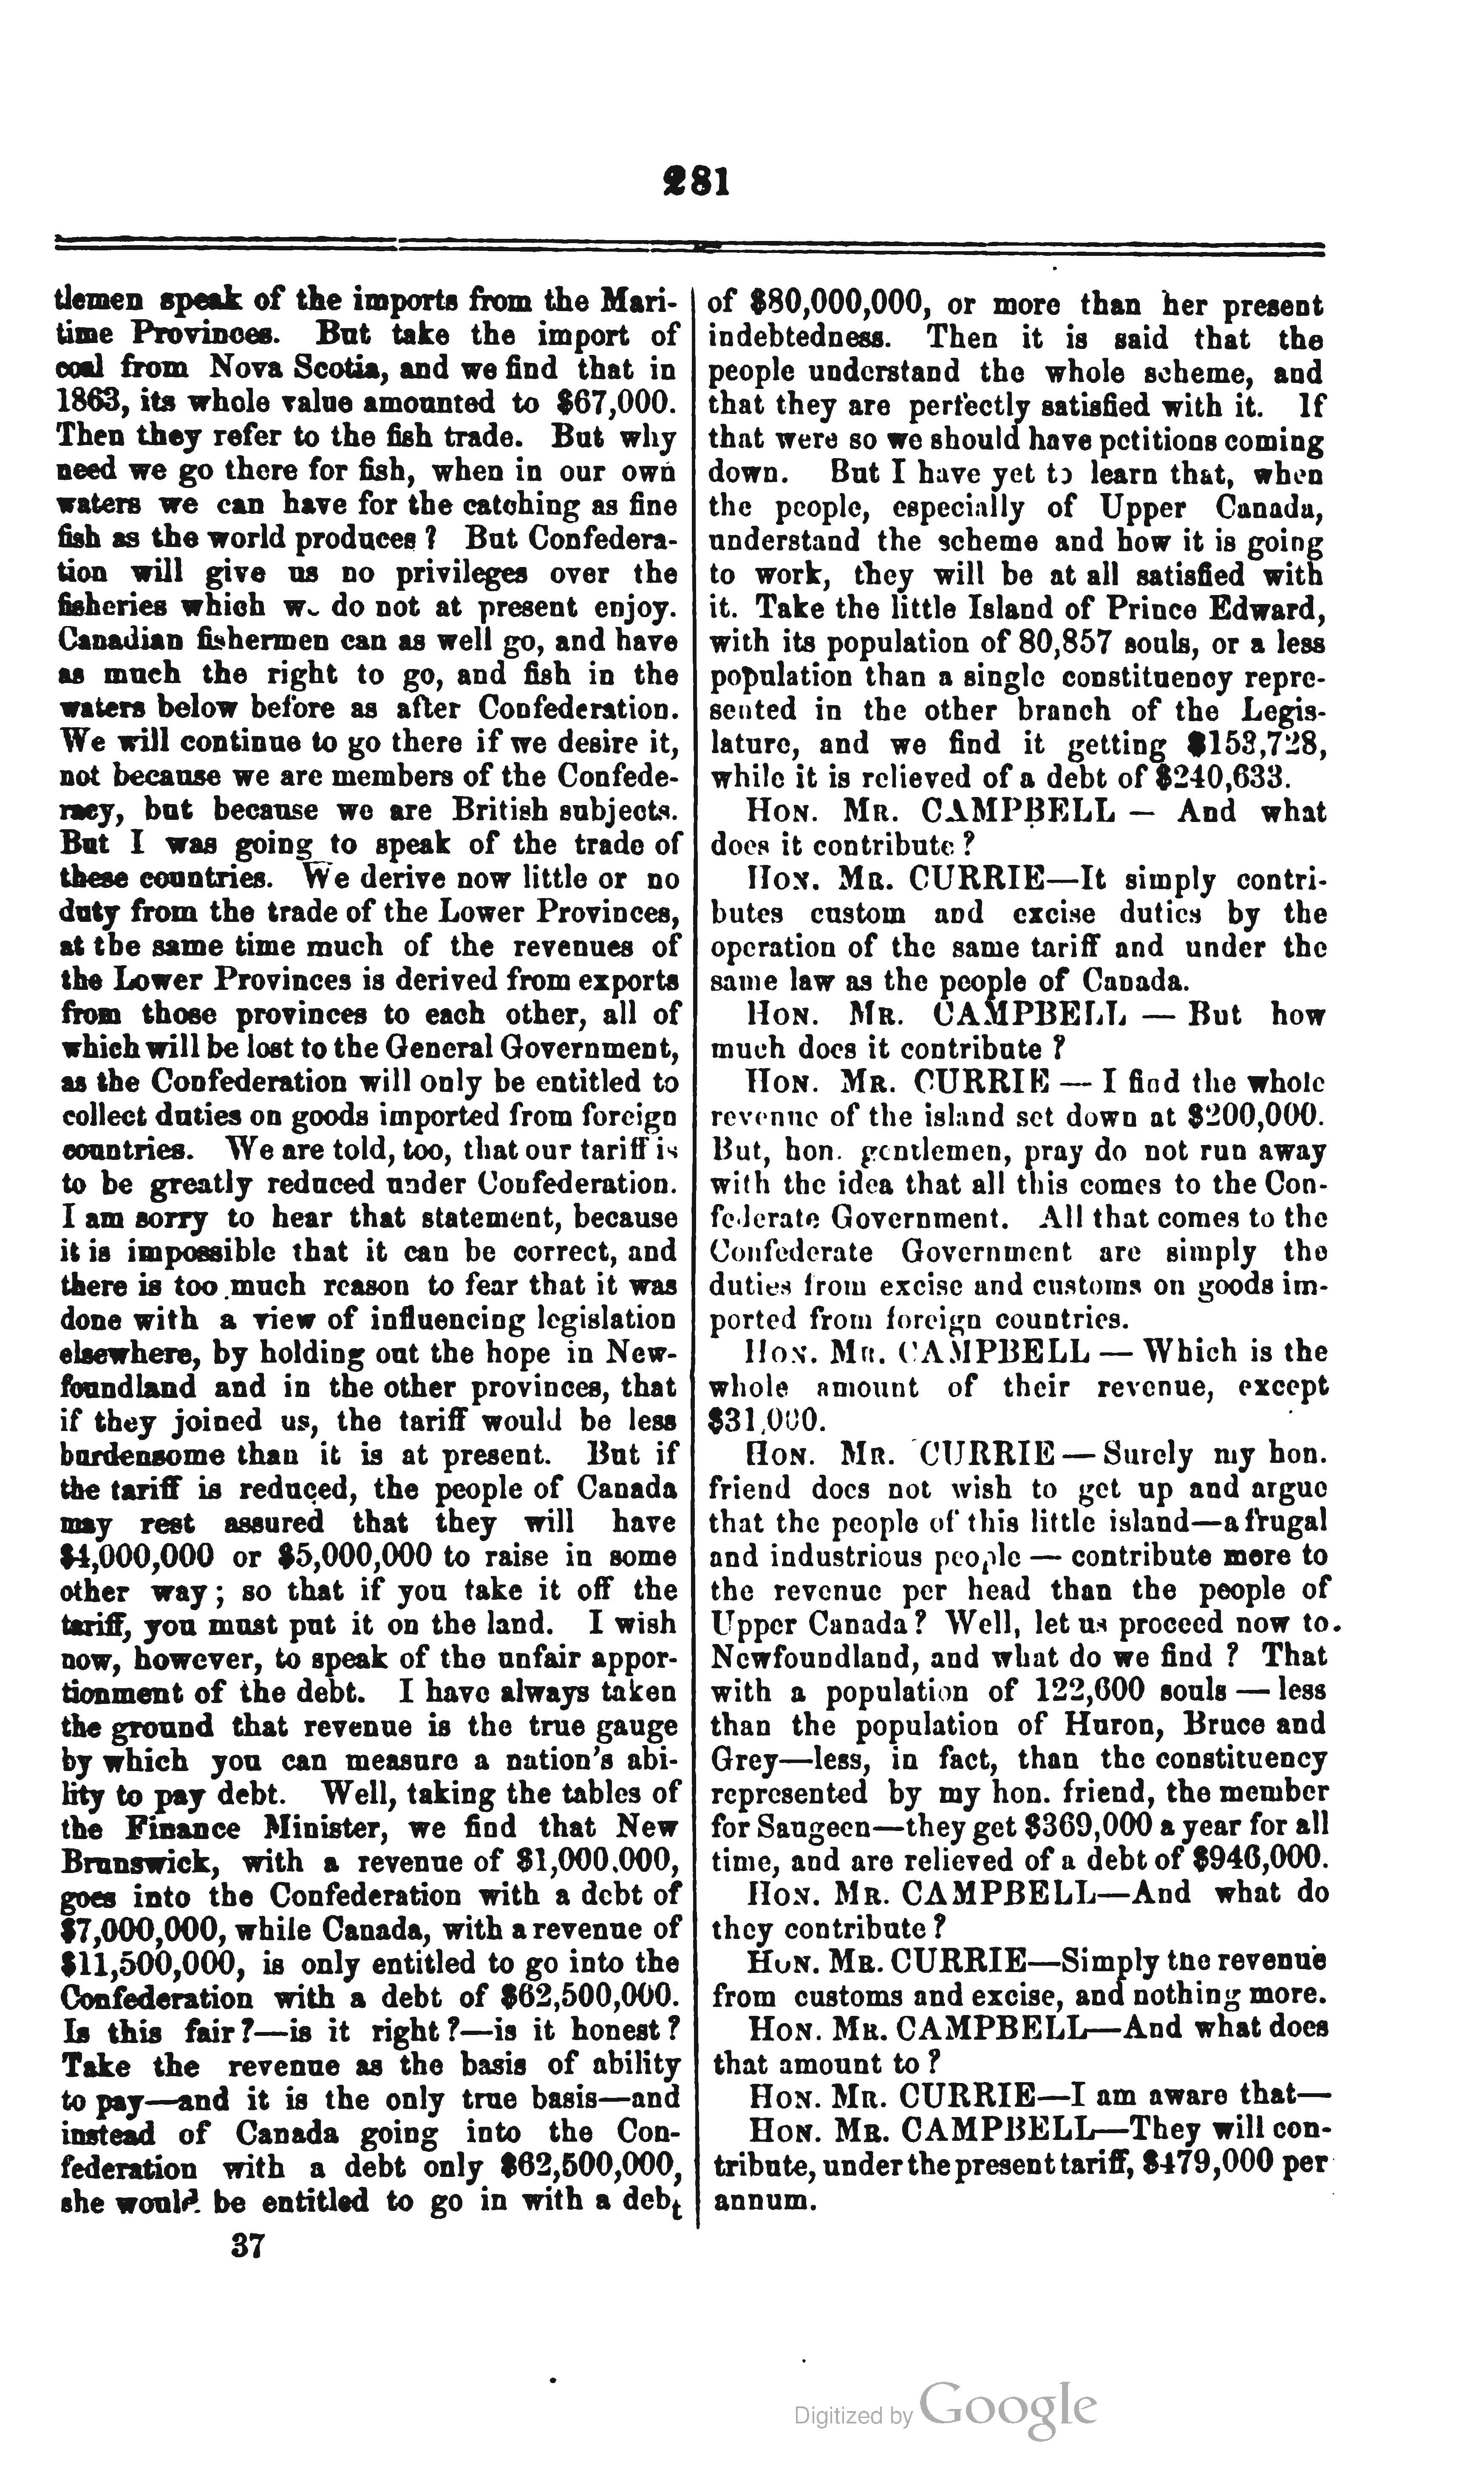 281
tlemen speak of the imports from the Mari-
time Provinces. But take the import of
coal from Nova Scotia, and we find that in
1863, its whole value amounted to $67,000.
Then they refer to the fish trade. But why
need we go there for fish, when in our own
waters we can have for the catching as fine
fish as the world produces? But Confedera-
tion will give us no privileges over the
fisheries which we do not at present enjoy.
Canadian fishermen can as well go, and have
as much the right to go, and fish in the
waters below before as after Confederation.
We will continue to go there if we desire it,
not because we are members of the Confede-
racy, but because we are British subjects.
But I was going to speak of the trade of
these countries. We derive now little or no
duty from the trade of the Lower Provinces,
at the same time much of the revenues of
the Lower Provinces is derived from exports
from those provinces to each other, all of
which will be lost to the General Government,
as the Confederation will only be entitled to
collect duties on goods imported from foreign
countries. We are told, too, that our tariff is
to be greatly reduced under Confederation.
I am sorry to hear that statement, because
it is impossible that it can be correct, and
there is too much reason to fear that it was
done with a view of influencing legislation
elsewhere, by holding out the hope in New-
foundland and in the other provinces, that
if they joined us, the tariff would be less
burdensome than it is at present. But if
the tariff is reduced, the people of Canada
may rest assured that they will have
$4,000,000 or $5,000,000 to raise in some
other way; so that if you take it off the
tariff, you must put it on the land. I wish
now, however, to speak of the unfair appor-
tionment of the debt. I have always taken
the ground that revenue is the true gauge
by which you can measure a nation's abi-
lity to pay debt. Well, taking the tables of
the Finance Minister, we find that New
Brunswick, with a revenue of $1,000,000,
goes into the Confederation with a debt of
$7,000,000, while Canada, with a revenue of
$11,500,000, is only entitled to go into the
Confederation with a debt of $62,500,000.
Is this fair?—is it right?—is it honest?
Take the revenue as the basis of ability
to pay—and it is the only true basis—and
instead of Canada going into the Con-
federation with a debt only $62,500,000,
she would be entitled to go in with a debt
37
of $80,000,000, or more than her present
indebtedness. Then it is said that the
people understand the whole scheme, and
that they are perfectly satisfied with it. If
that were so we should have petitions coming
down. But I have yet to learn that, when
the people, especially of Upper Canada,
understand the scheme and how it is going
to work, they will be at all satisfied with
it. Take the little Island of Prince Edward,
with its population of 80,857 souls, or a less
population than a single constituency repre-
sented in the other branch of the Legis-
lature, and we find it getting $153,728,
while it is relieved of a debt of $240,633.
HON. MR. CAMPBELL — And what
does it contribute?
HON. MR. CURRIE—It simply contri-
butes custom and excise duties by the
operation of the same tariff and under the
same law as the people of Canada.
HON. MR. CAMPBELL — But how
much does it contribute?
HON. MR. CURRIE — I find the whole
revenue of the island set down at $200,000.
But, hon. gentlemen, pray do not run away
with the idea that all this comes to the Con-
federate Government. All that comes to the
Confederate Government are simply the
duties from excise and customs on goods im-
ported from foreign countries.
HON. MR. CAMPBELL — Which is the
whole amount of their revenue, except
$31,000.
HON. MR. CURRIE — Surely my hon.
friend does not wish to get up and argue
that the people of this little island—a frugal
and industrious people — contribute more to
the revenue per head than the people of
Upper Canada? Well, let us proceed now to
Newfoundland, and what do we find? That
with a population of 122,600 souls — less
than the population of Huron, Bruce and
Grey—less, in fact, than the constituency
represented by my hon. friend, the member
for Saugeen—they get $369,000 a year for all
time, and are relieved of a debt of $946,000.
HON. MR. CAMPBELL—And what do
they contribute?
HON. MR. CURRIE—Simply the revenue
from customs and excise, and nothing more.
HON. MR. CAMPBELL—And what does
that amount to?
HON. MR. CURRIE—I am aware that—
HON. MR. CAMPBELL—They will con-
tribute, under the present tariff, $479,000 per
annum.
Digitized by Google